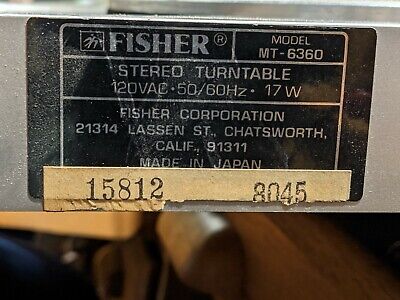 FISHER® MODEL
MT-6360
STEREO TURNTABLE
120VAC·50/60Hz·17W
FISHER CORPORATION
21314 LASSEN ST., CHATSWORTH,
CALIF., 91311
MADE IN JAPAN
15812 8045